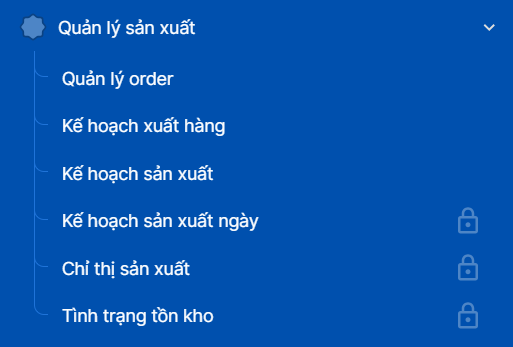 Quản lý sản xuất
Quản lý order
Kế hoạch xuất hàng
Kế hoạch sản xuất
Kế hoạch sản xuất ngày
Chỉ thị sản xuất
Tình trạng tồn kho